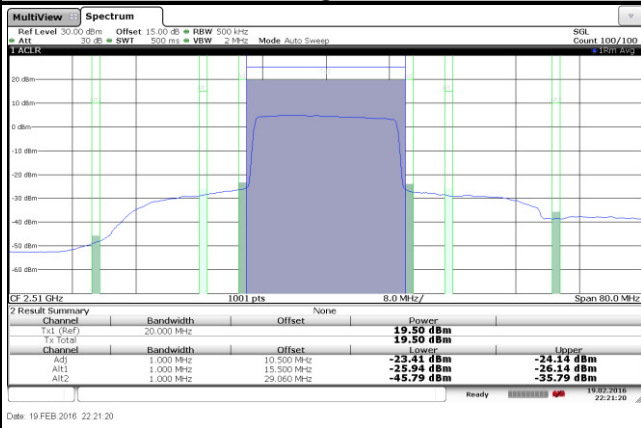 MultiView Spectrum
Ref Level 30.00 dBm Offset 15.00 dB RBW 500 kHz SGL
Att 30 dB SWT 500 ms VBW 2 MHz Mode Auto Sweep Count 100/100
1 ACLR 1Rm Avg
20 dBm
10 dBm
0 dBm
-10 dBm
-20 dBm
-30 dBm
-40 dBm
-50 dBm
-60 dBm
CF 2.51 GHz 1001 pts 8.0 MHz/ Span 80.0 MHz
2 Result Summary None
Channel Bandwidth Offset Power
Tx1 (Ref) 20.000 MHz 19.50 dBm
Tx Total 19.50 dBm
Channel Bandwidth Offset Lower Upper
Adj 1.000 MHz 10.500 MHz -23.41 dBm -24.14 dBm
Alt1 1.000 MHz 15.500 MHz -25.94 dBm -26.14 dBm
Alt2 1.000 MHz 29.060 MHz -45.79 dBm -35.79 dBm
Ready 19.02.2016
22:21:20
Date: 19.FEB.2016 22:21:20